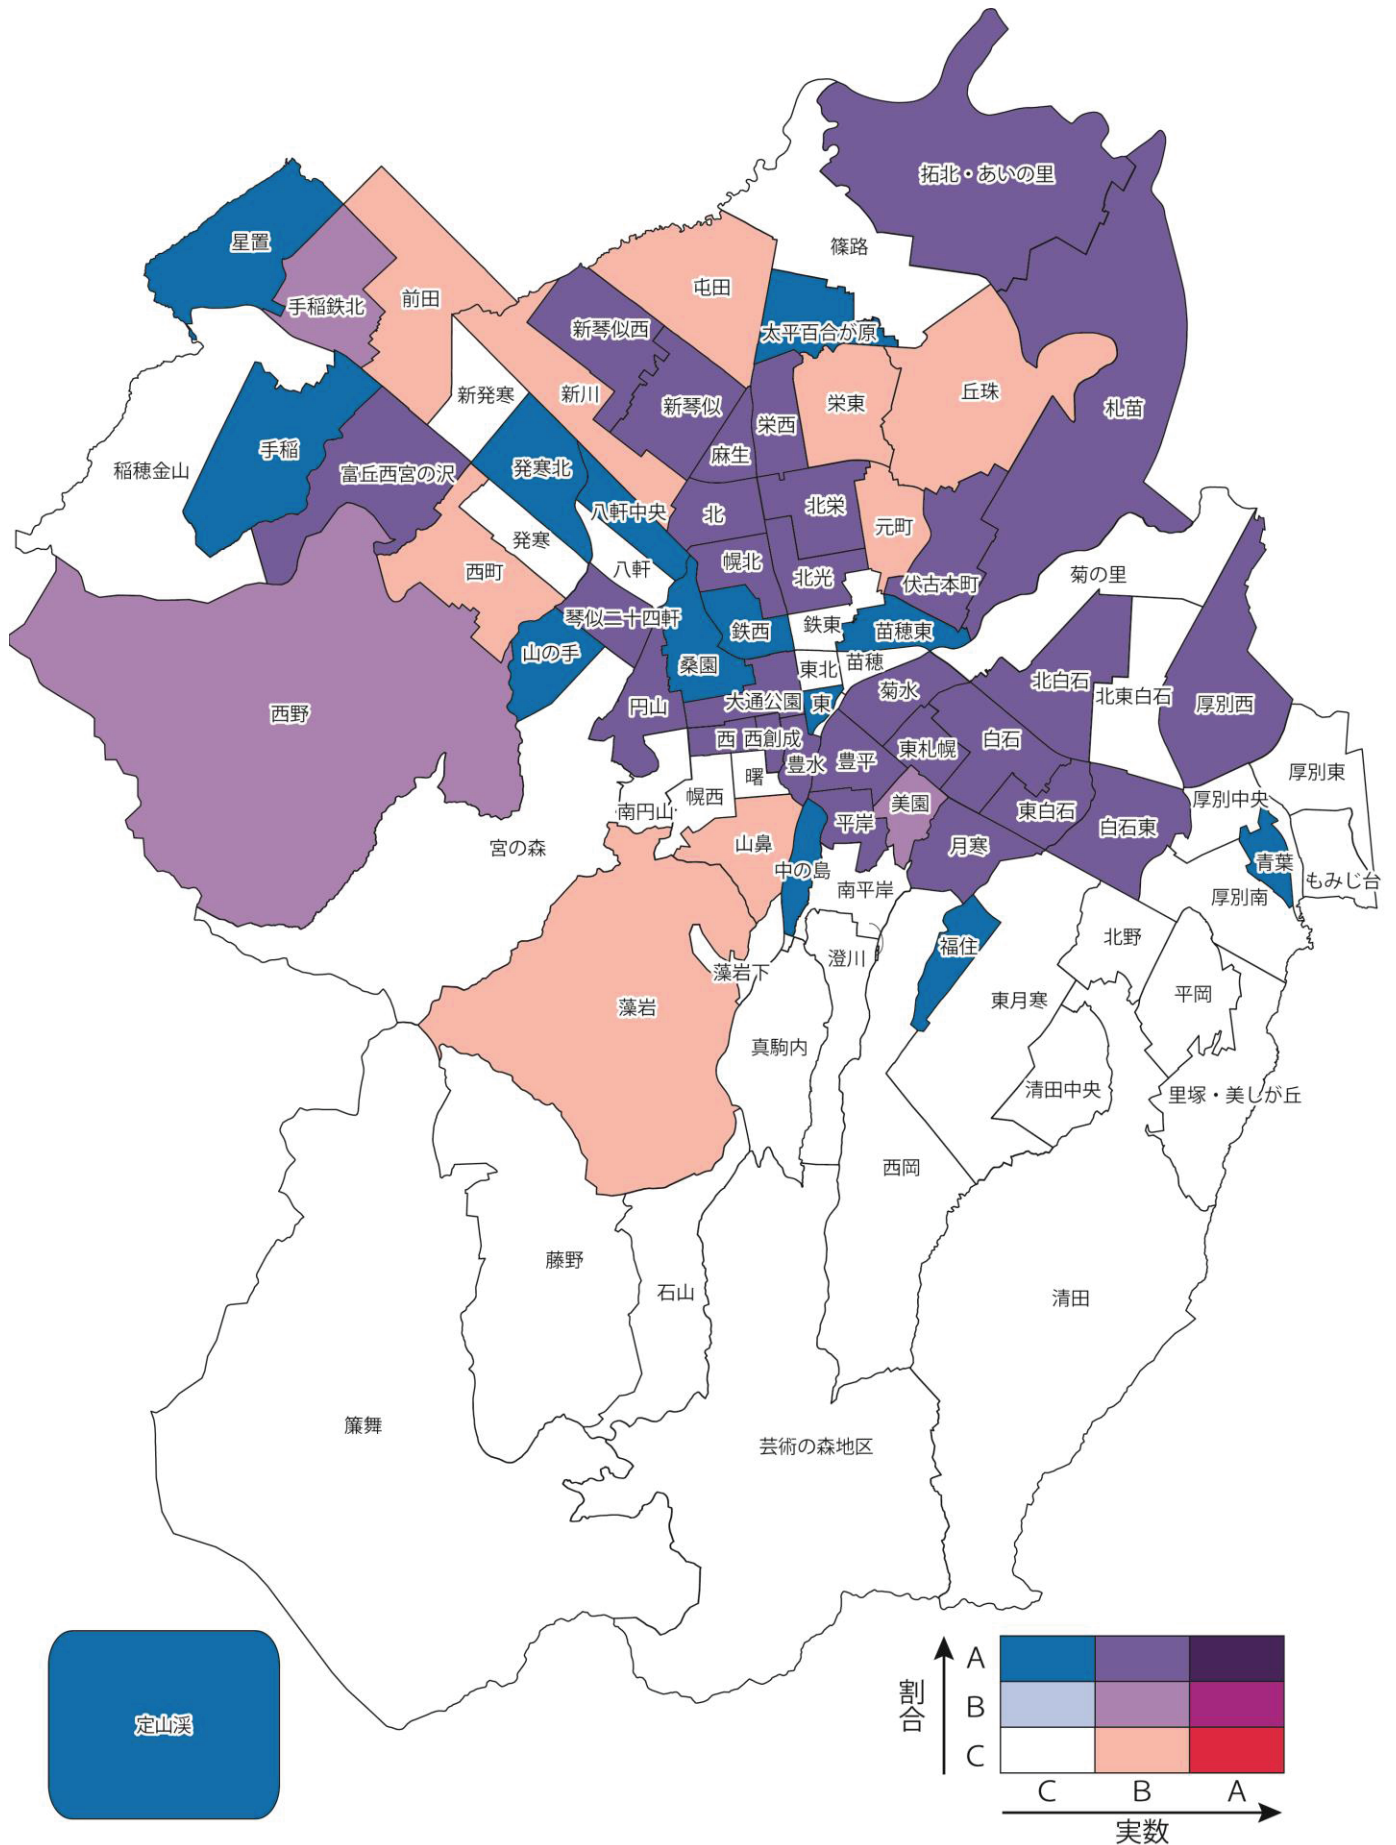 拓北・あいの里
篠路
星置
手稲鉄北
前田
屯田
新琴似西
太平百合が原
新発寒
新川
新琴似
栄西
栄東
丘珠
札苗
手稲
稲穂金山
富丘西宮の沢
発寒北
麻生
八軒中央
北
北栄
元町
発寒
西町
八軒
幌北
北光
伏古本町
菊の里
琴似二十四軒
鉄西
鉄東
苗穂東
山の手
桑園
東北
苗穂
北白石
北東白石
厚別西
菊水
円山
大通公園
東
西野
西
西創成
豊水
豊平
東札幌
白石
厚別東
曙
幌西
南円山
美園
東白石
白石東
厚別中央
宮の森
山鼻
平岸
月寒
中の島
南平岸
青葉
もみじ台
厚別南
北野
福住
澄川
藻岩下
藻岩
東月寒
平岡
真駒内
清田中央
里塚・美しが丘
西岡
藤野
石山
清田
簾舞
芸術の森地区
定山渓
割合
A
B
C
C B A
実数